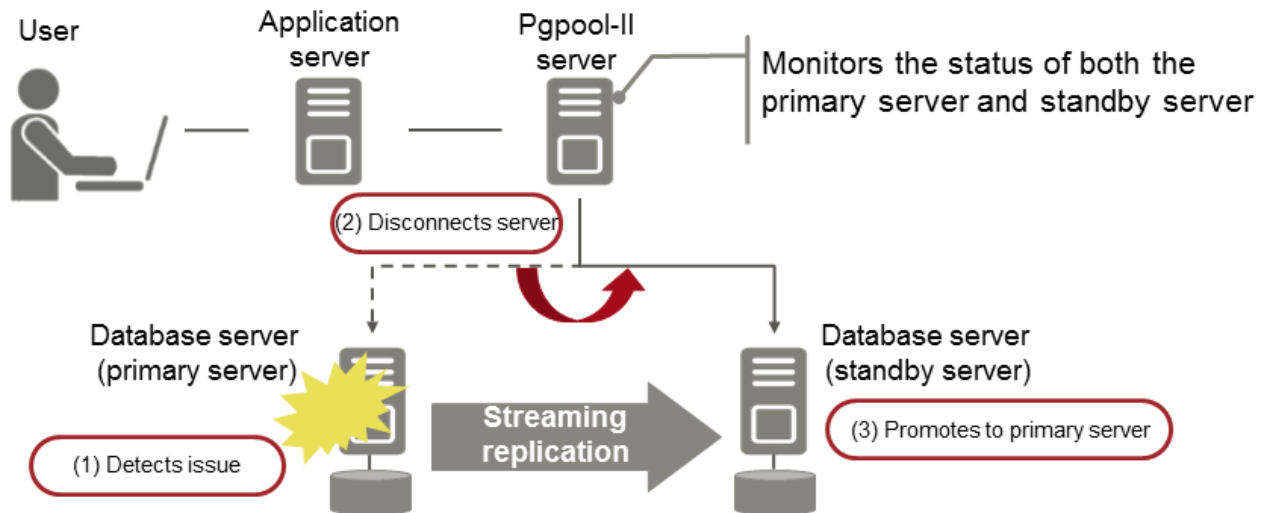 User
Application
server
Pgpool-II
server
Monitors the status of both the
primary server and standby server
(2) Disconnects server
Database server
(primary server)
Database server
(standby server)
Streaming
replication
(1) Detects issue
(3) Promotes to primary server